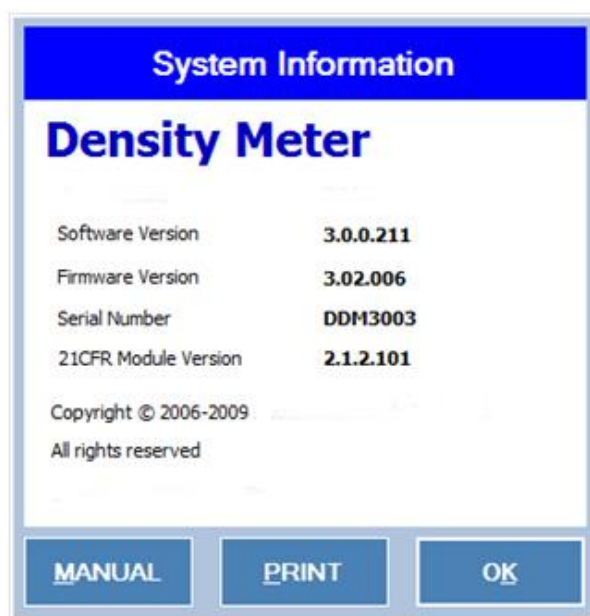 System Information
Density Meter
Software Version 3.0.0.211
Firmware Version 3.02.006
Serial Number DDM3003
21CFR Module Version 2.1.2.101
Copyright © 2006-2009
All rights reserved
MANUAL PRINT OK